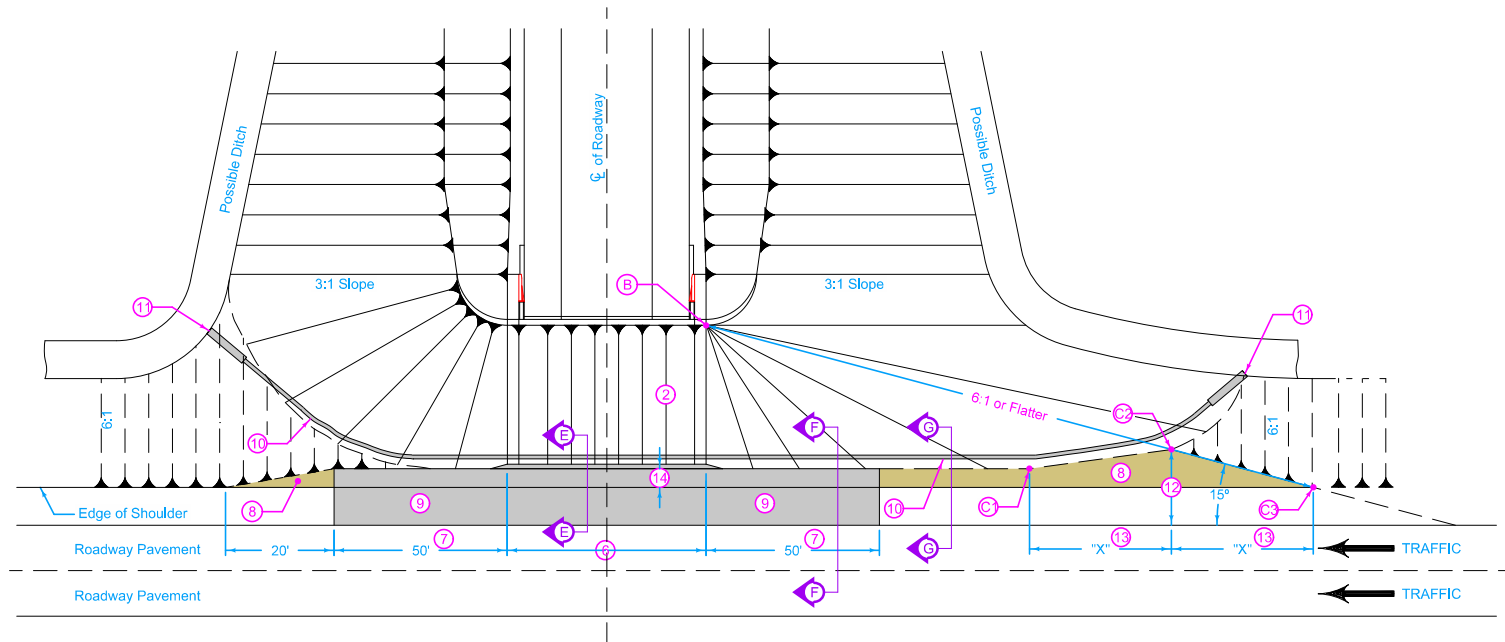 Possible Ditch
℄ of Roadway
Possible Ditch
3:1 Slope
B
3:1 Slope
11
11
2
6:1 or Flatter
6:1
10
E
F
G
C2
6:1
14
8
12
15º
8
9
9
10
C1
C3
Edge of Shoulder
E
Roadway Pavement
20'
50'
7
6
50'
7
G
"X"
13
"X"
13
TRAFFIC
Roadway Pavement
F
TRAFFIC